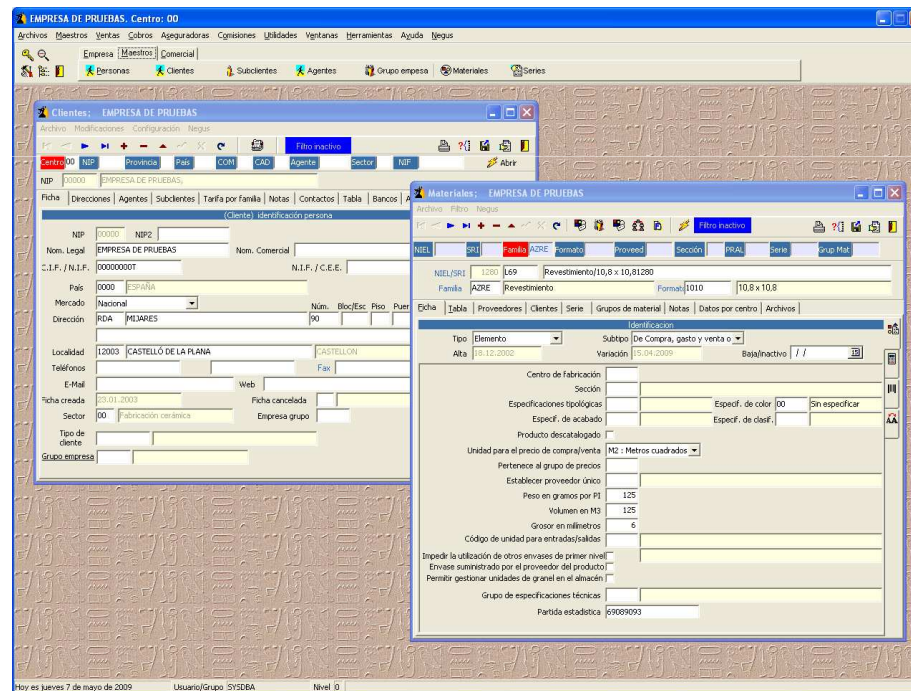 EMPRESA DE PRUEBAS. Centro: 00
Archivos Maestros Ventas Cobros Aseguradoras Comisiones Utilidades Ventanas Herramientas Ayuda Negus
Empresa Maestros Comercial
Personas Clientes Subclientes Agentes Grupo empesa Materiales Series
Clientes; EMPRESA DE PRUEBAS
Archivo Modificaciones Configuración Negus
Filtro inactivo
Centro 00 NIP Provincia País COM CAD Agente Sector NIF Abrir
NIP 00000 EMPRESA DE PRUEBAS,
Ficha Direcciones Agentes Subclientes Tarifa por familia Notas Contactos Tabla Bancos A
(Cliente) identificación persona
NIP 00000 NIP2
Nom. Legal EMPRESA DE PRUEBAS Nom. Comercial
C.I.F. / N.I.F. 00000000T N.I.F. / C.E.E.
País 0000 ESPAÑA
Mercado Nacional Núm. Bloc/Esc Piso Puer
Dirección RDA MIJARES 90
Localidad 12003 CASTELLÓ DE LA PLANA CASTELLON
Teléfonos Fax
E-Mail Web
Ficha creada 23.01.2003 Ficha cancelada
Sector 00 Fabricación cerámica Empresa grupo
Tipo de
cliente
Grupo empresa
Materiales; EMPRESA DE PRUEBAS
Archivo Filtro Negus
Filtro inactivo
NIEL SRI Familia AZRE Formato Proveed Sección PRAL Serie Grup Mat
NIEL/SRI 1280 L69 Revestimiento/10,8 x 10,81280
Familia AZRE Revestimiento Formato 1010 10,8 x 10,8
Ficha Tabla Proveedores Clientes Serie Grupos de material Notas Datos por centro Archivos
Identificacion
Tipo Elemento Subtipo De Compra, gasto y venta o
Alta 18.12.2002 Variación 15.04.2009 Baja/inactivo / /
Centro de fabricación
Sección
Especificaciones tipológicas Especif. de color 00 Sin especificar
Especif. de acabado Especif. de clasif.
Producto descatalogado
Unidad para el precio de compra/venta M2 : Metros cuadrados
Pertenece al grupo de precios
Establecer proveedor único
Peso en gramos por PI 125
Volumen en M3 125
Grosor en milímetros 6
Código de unidad para entradas/salidas
Impedir la utilización de otros envases de primer nivel
Envase suministrado por el proveedor del producto
Permitir gestionar unidades de granel en el almacén
Grupo de especificaciones técnicas
Partida estadistica 69089093
Hoy es jueves 7 de mayo de 2009 Usuario/Grupo SYSDBA Nivel 0